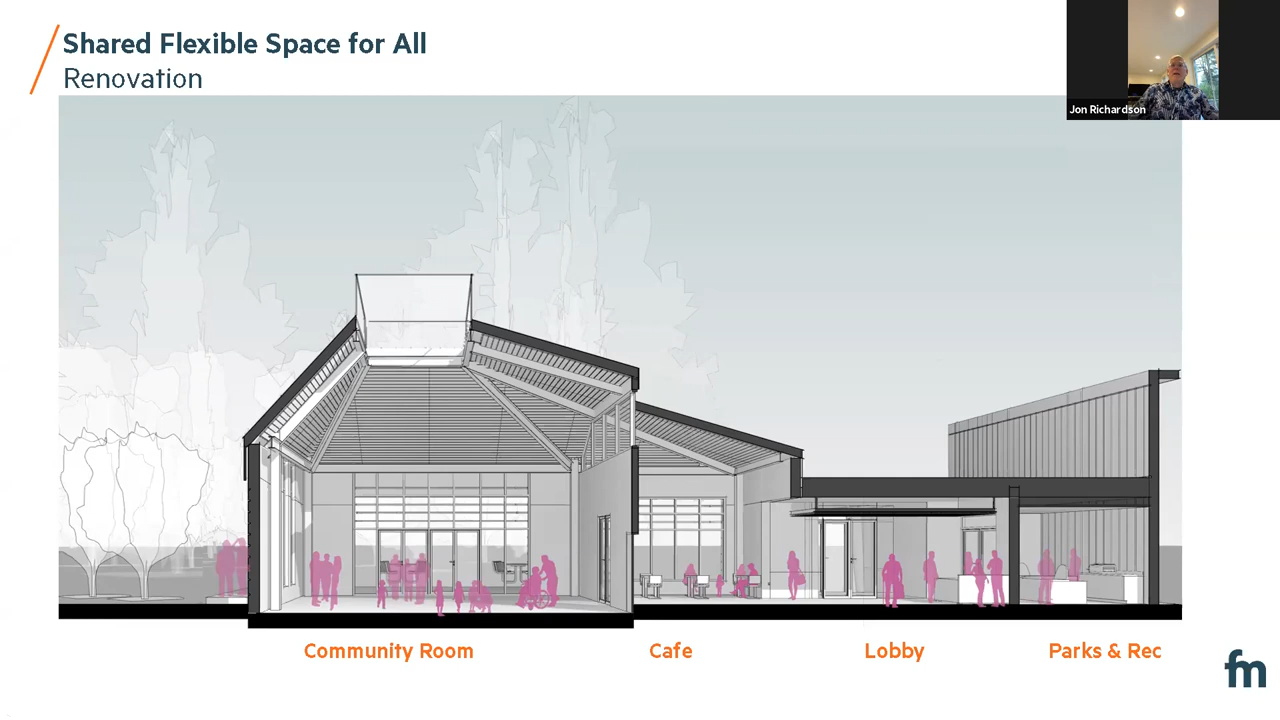 Shared Flexible Space for All
Renovation
Jon Richardson
Community Room
Cafe
Lobby
Parks & Rec
fm